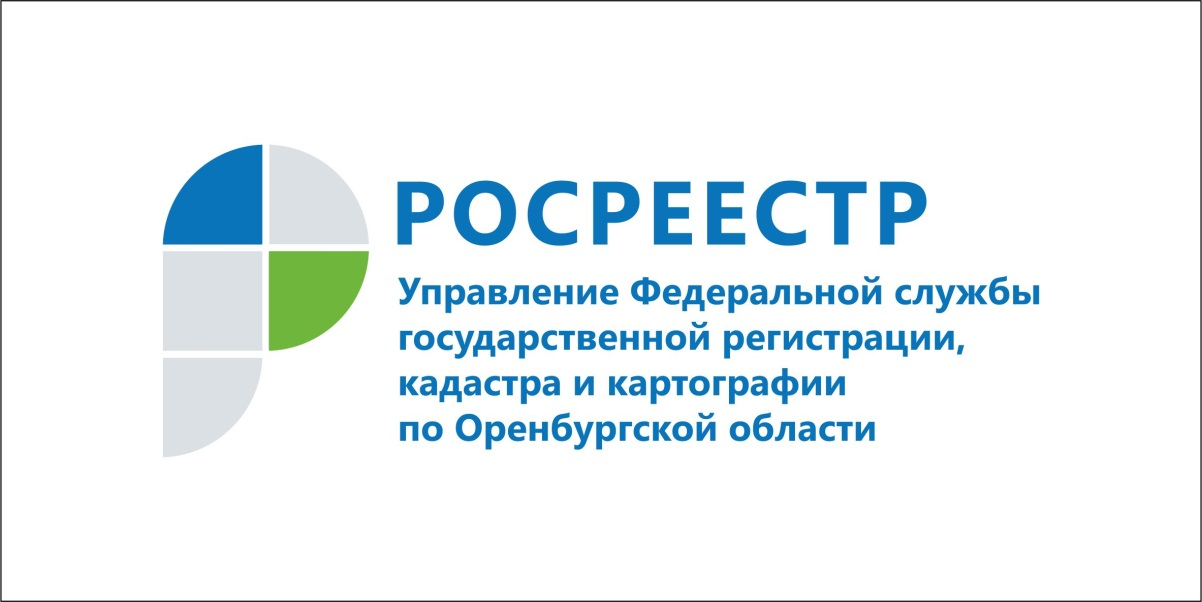 РОСРЕЕСТР
Управление Федеральной службы
государственной регистрации,
кадастра и картографии
по Оренбургской области